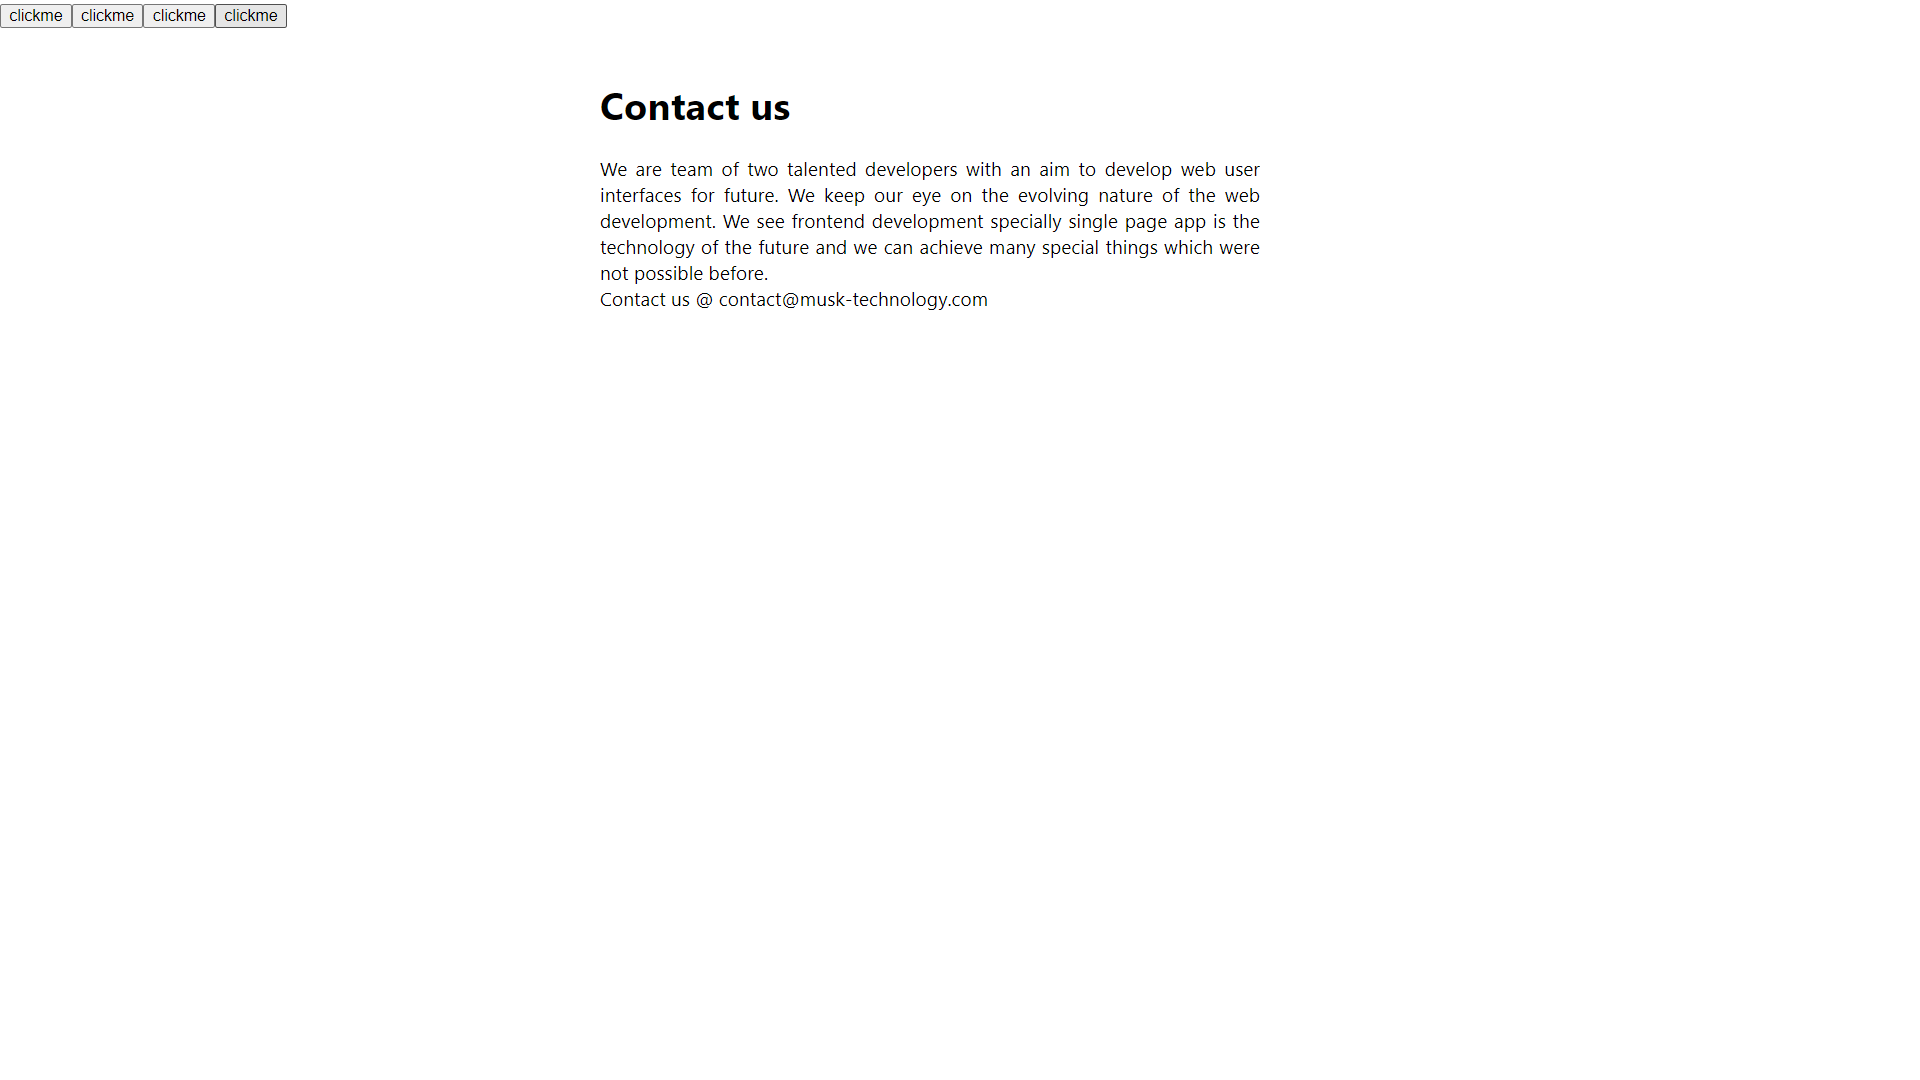 clickme clickme clickme clickme
Contact us
We are team of two talented developers with an aim to develop web user
interfaces for future. We keep our eye on the evolving nature of the web
development. We see frontend development specially single page app is the
technology of the future and we can achieve many special things which were
not possible before.
Contact us @ contact@musk-technology.com